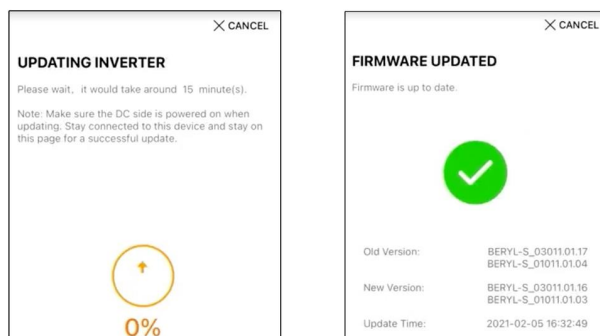 CANCEL
UPDATING INVERTER
Please wait, it would take around 15 minute(s).
Note: Make sure the DC side is powered on when
updating. Stay connected to this device and stay on
this page for a successful update.
0%
CANCEL
FIRMWARE UPDATED
Firmware is up to date.
Old Version: BERYL-S_03011.01.17
BERYL-S_01011.01.04
New Version: BERYL-S_03011.01.16
BERYL-S_01011.01.03
Update Time: 2021-02-05 16:32:49